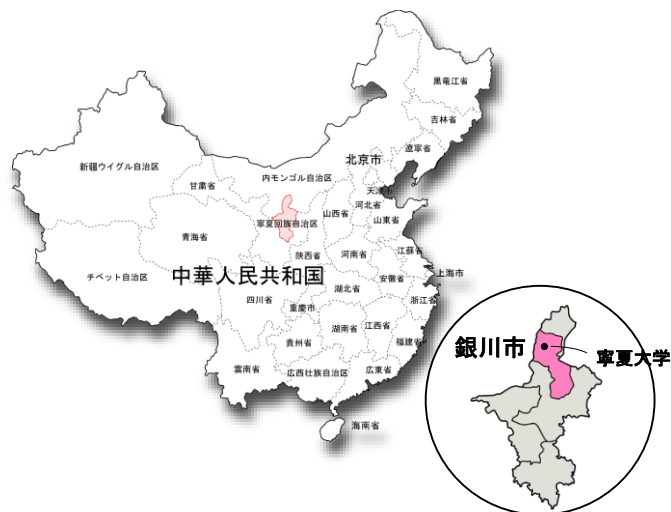 黒竜江省
吉林省
遼寧省
北京市
新疆ウイグル自治区
内モンゴル自治区
甘粛省
天津市
河北省
山西省
山東省
寧夏回族自治区
青海省
陝西省
河南省
江蘇省
チベット自治区
中華人民共和国
安徽省
上海市
湖北省
四川省
浙江省
重慶市
湖南省
江西省
貴州省
福建省
雲南省
広西壮族自治区
広東省
海南省
銀川市
寧夏大学